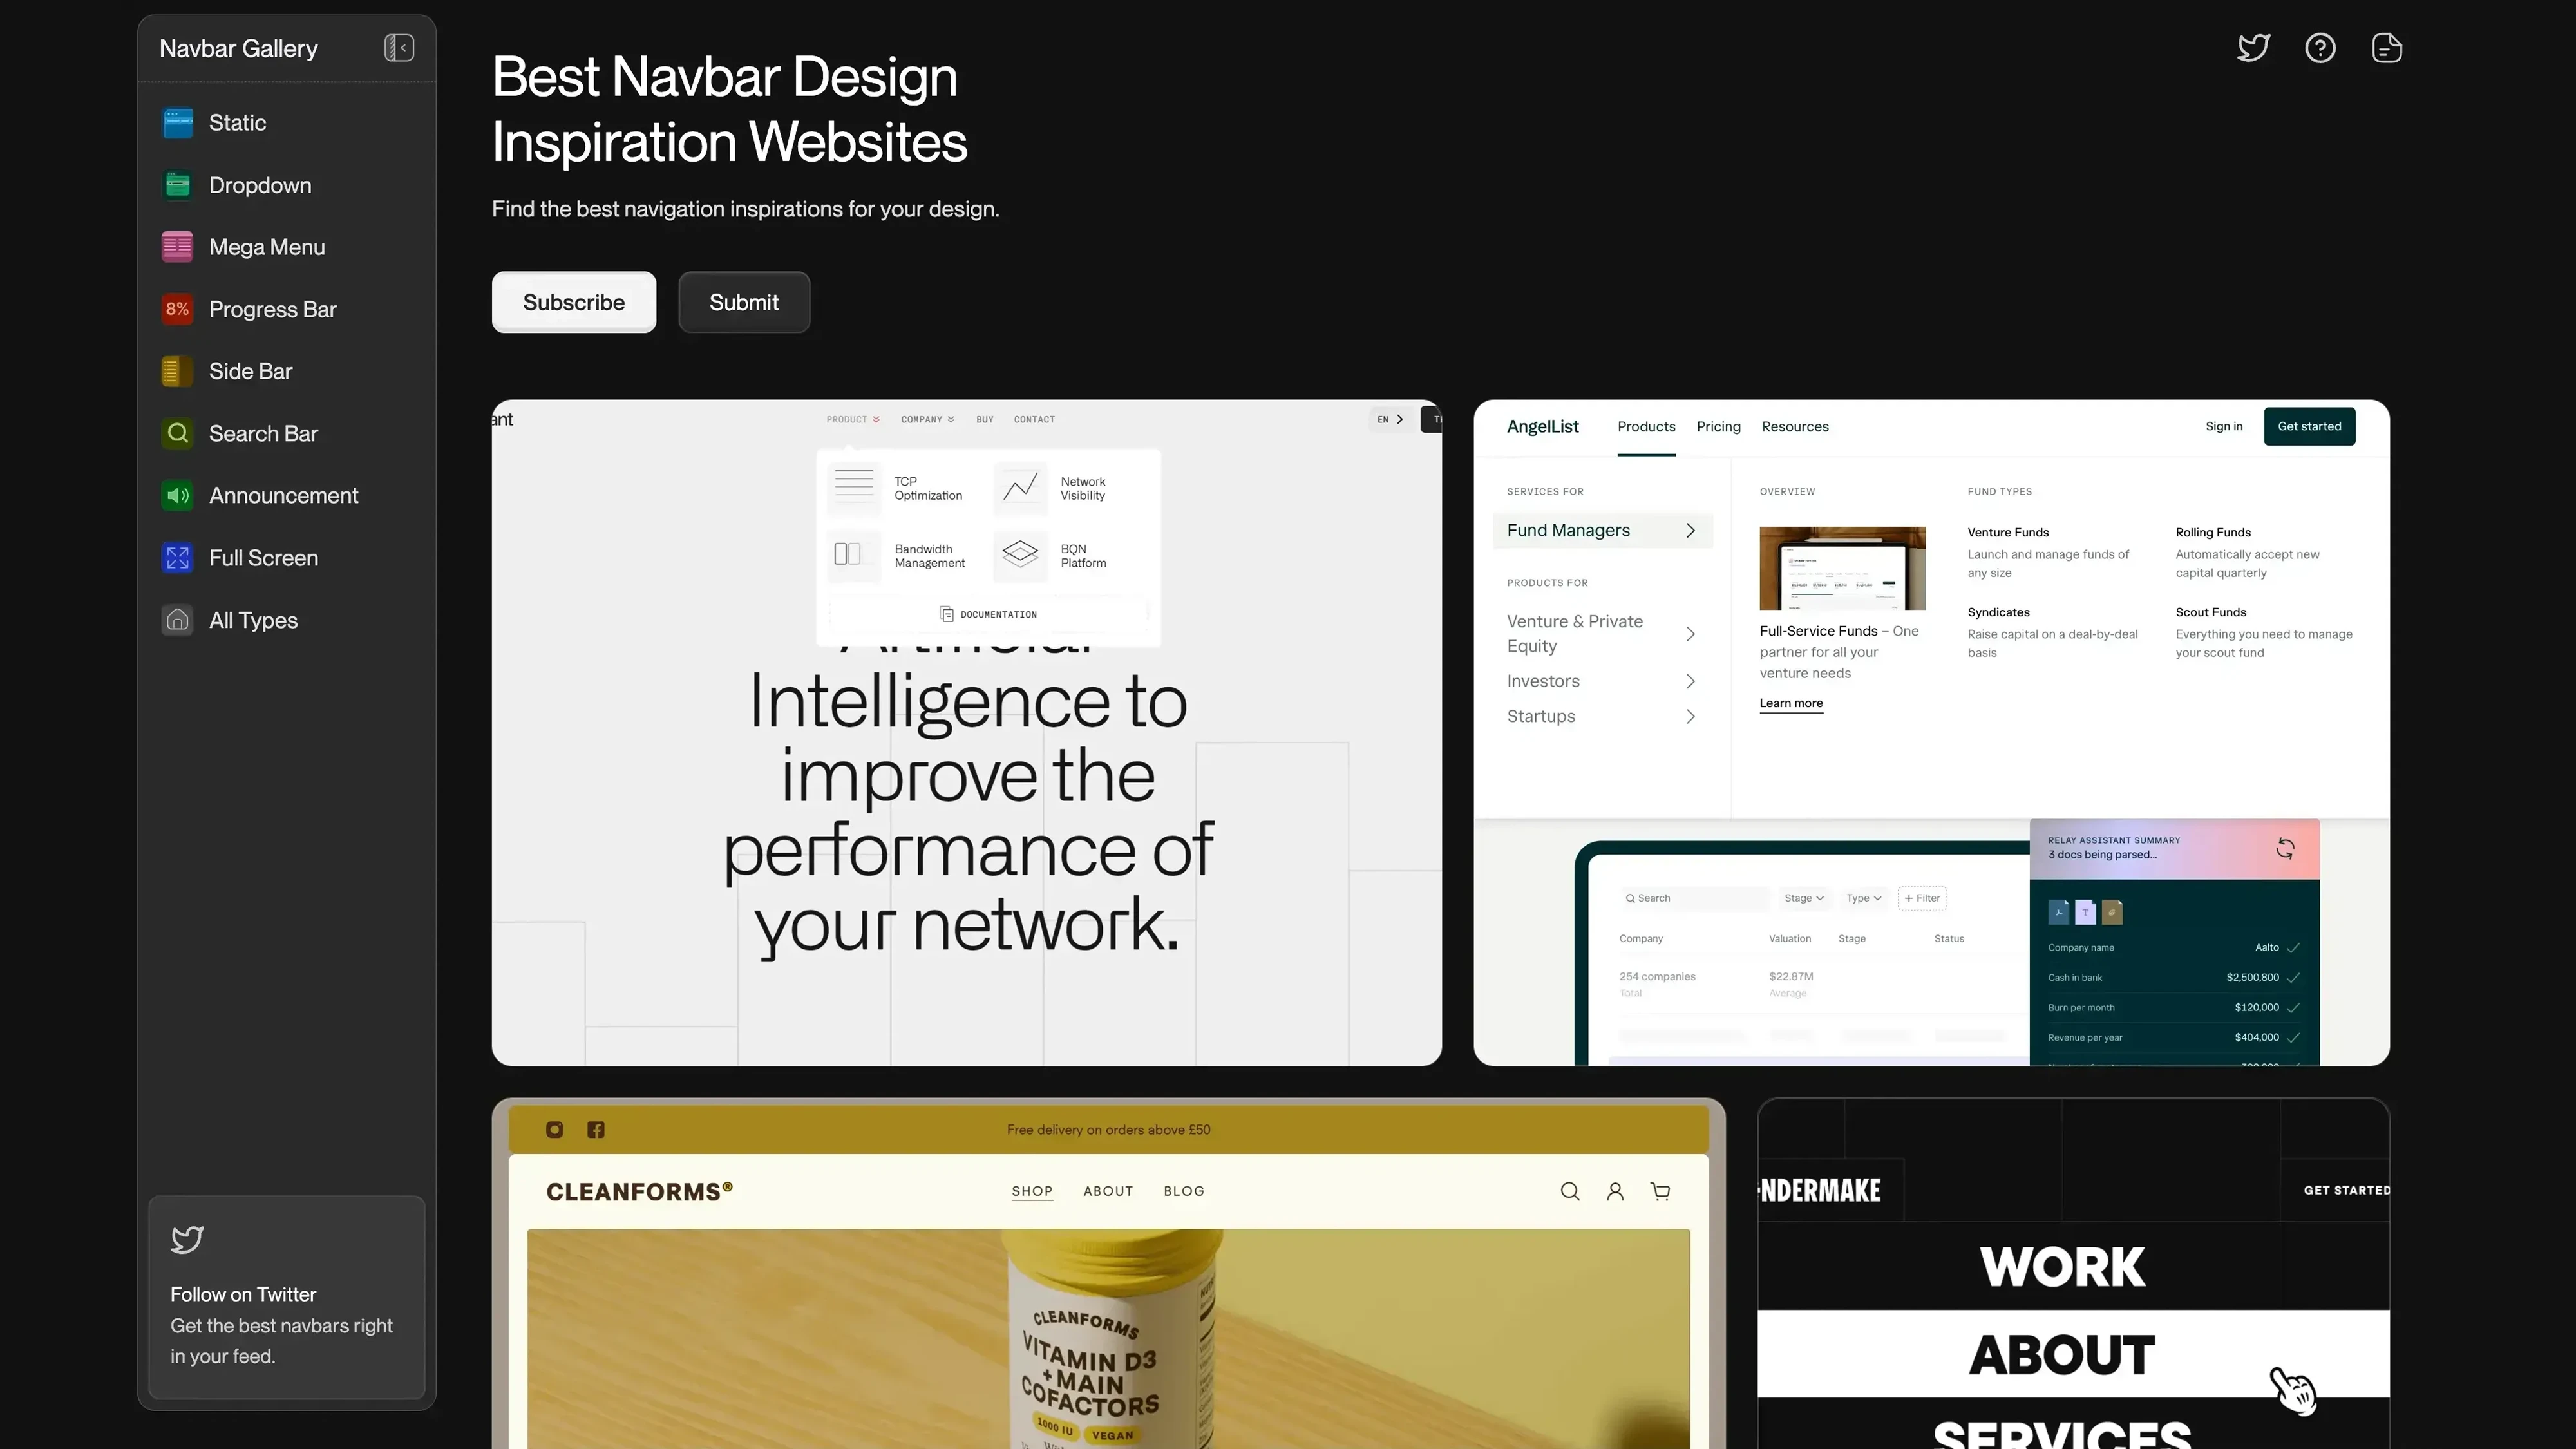 Navbar Gallery
Static
Dropdown
Mega Menu
8%
Progress Bar
Side Bar
Search Bar
Announcement
Full Screen
All Types
Follow on Twitter
Get the best navbars right
in your feed.
Best Navbar Design
Inspiration Websites
Find the best navigation inspirations for your design.
Subscribe
Submit
ant
PRODUCT
COMPANY
BUY
CONTACT
EN
TCP
Optimization
Network
Visibility
Bandwidth
Management
BQN
Platform
DOCUMENTATION
Artificial
Intelligence to
improve the
performance of
your network.
AngelList
Products
Pricing
Resources
Sign in
Get started
SERVICES FOR
Fund Managers
PRODUCTS FOR
Venture & Private
Equity
Investors
Startups
OVERVIEW
Full-Service Funds – One
partner for all your
venture needs
Learn more
FUND TYPES
Venture Funds
Launch and manage funds of
any size
Rolling Funds
Automatically accept new
capital quarterly
Syndicates
Raise capital on a deal-by-deal
basis
Scout Funds
Everything you need to manage
your scout fund
Search
Stage
Type
+ Filter
Company
Valuation
Stage
Status
254 companies
$22.87M
Total
Average
RELAY ASSISTANT SUMMARY
3 docs being parsed...
T
Company name
Aalto
Cash in bank
$2,500,800
Burn per month
$120,000
Revenue per year
$404,000
Free delivery on orders above £50
CLEANFORMS®
SHOP
ABOUT
BLOG
CLEANFORMS
VITAMIN D3
+MAIN
COFACTORS
1000 IU
VEGAN
NDERMAKE
GET STARTED
WORK
ABOUT
SERVICES